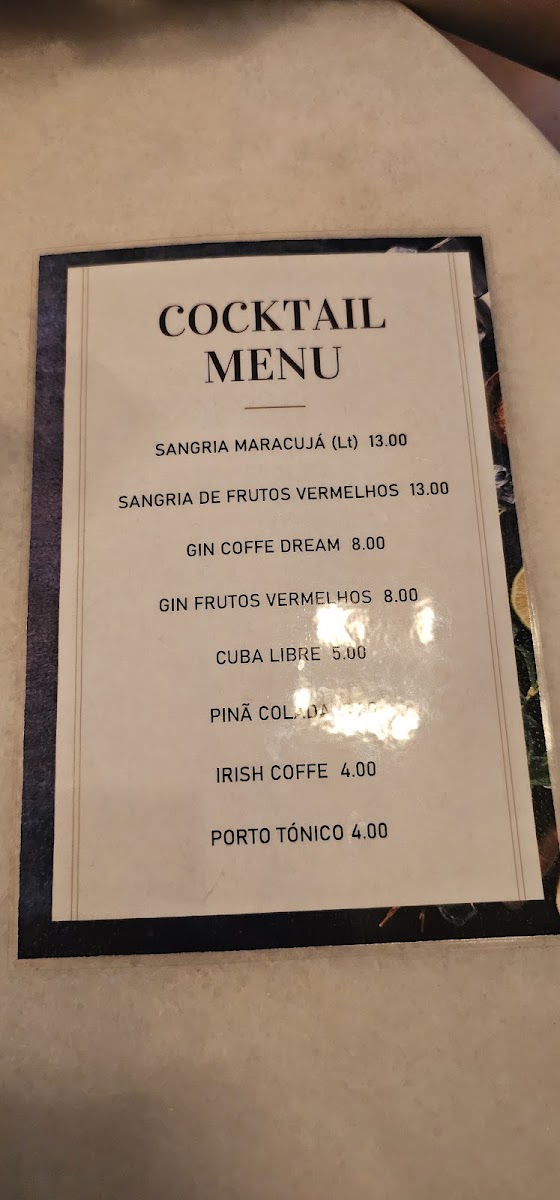 COCKTAIL
MENU
SANGRIA MARACUJÁ (Lt) 13.00
SANGRIA DE FRUTOS VERMELHOS 13.00
GIN COFFE DREAM 8.00
GIN FRUTOS VERMELHOS 8.00
CUBA LIBRE 5.00
PINÃ COLADA
IRISH COFFE 4.00
PORTO TÓNICO 4.00